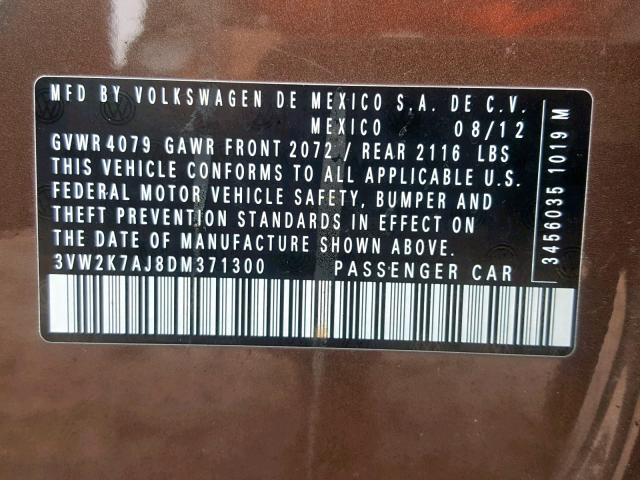 MFD BY VOLKSWAGEN DE MEXICO S.A. DE C.V.
MEXICO 08/12
GVWR 4079 GAWR FRONT 2072 / REAR 2116 LBS
THIS VEHICLE CONFORMS TO ALL APPLICABLE U.S.
FEDERAL MOTOR VEHICLE SAFETY, BUMPER AND
THEFT PREVENTION STANDARDS IN EFFECT ON
THE DATE OF MANUFACTURE SHOWN ABOVE.
3VW2K7AJ8DM371300 PASSENGER CAR
3456035 1019 M